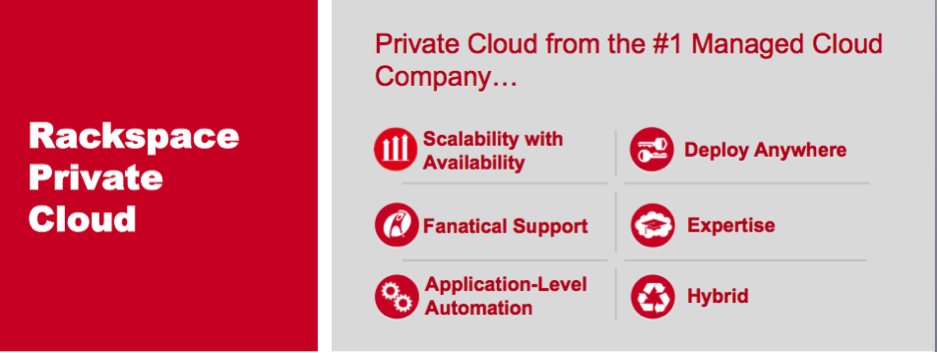 Rackspace
Private
Cloud
Private Cloud from the #1 Managed Cloud
Company…
Scalability with
Availability
Deploy Anywhere
Fanatical Support
Expertise
Application-Level
Automation
Hybrid